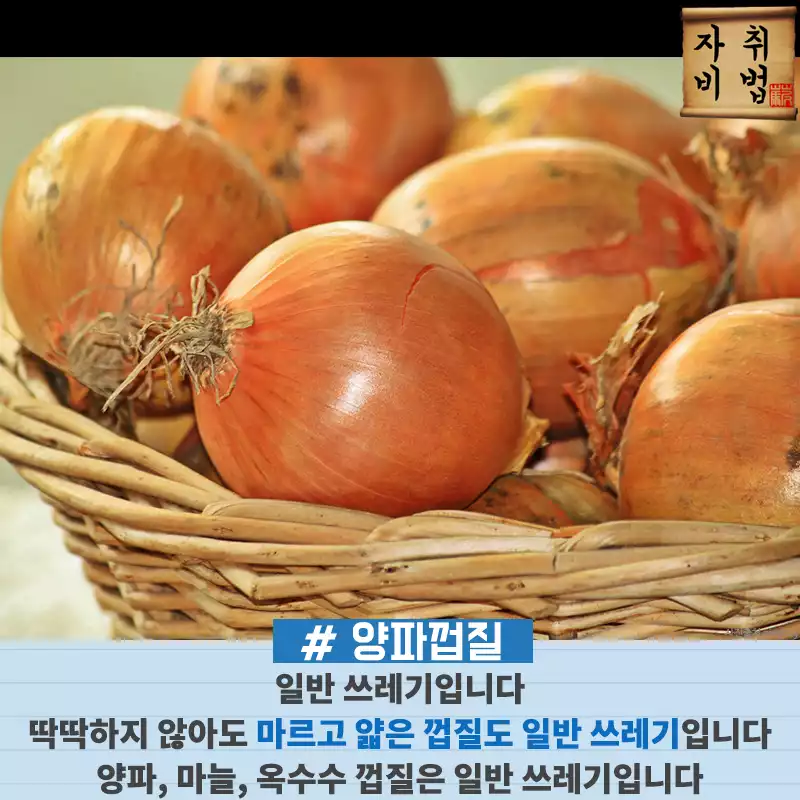 자취
비법
# 양파껍질
일반 쓰레기입니다
딱딱하지 않아도 마르고 얇은 껍질도 일반 쓰레기입니다
양파, 마늘, 옥수수 껍질은 일반 쓰레기입니다